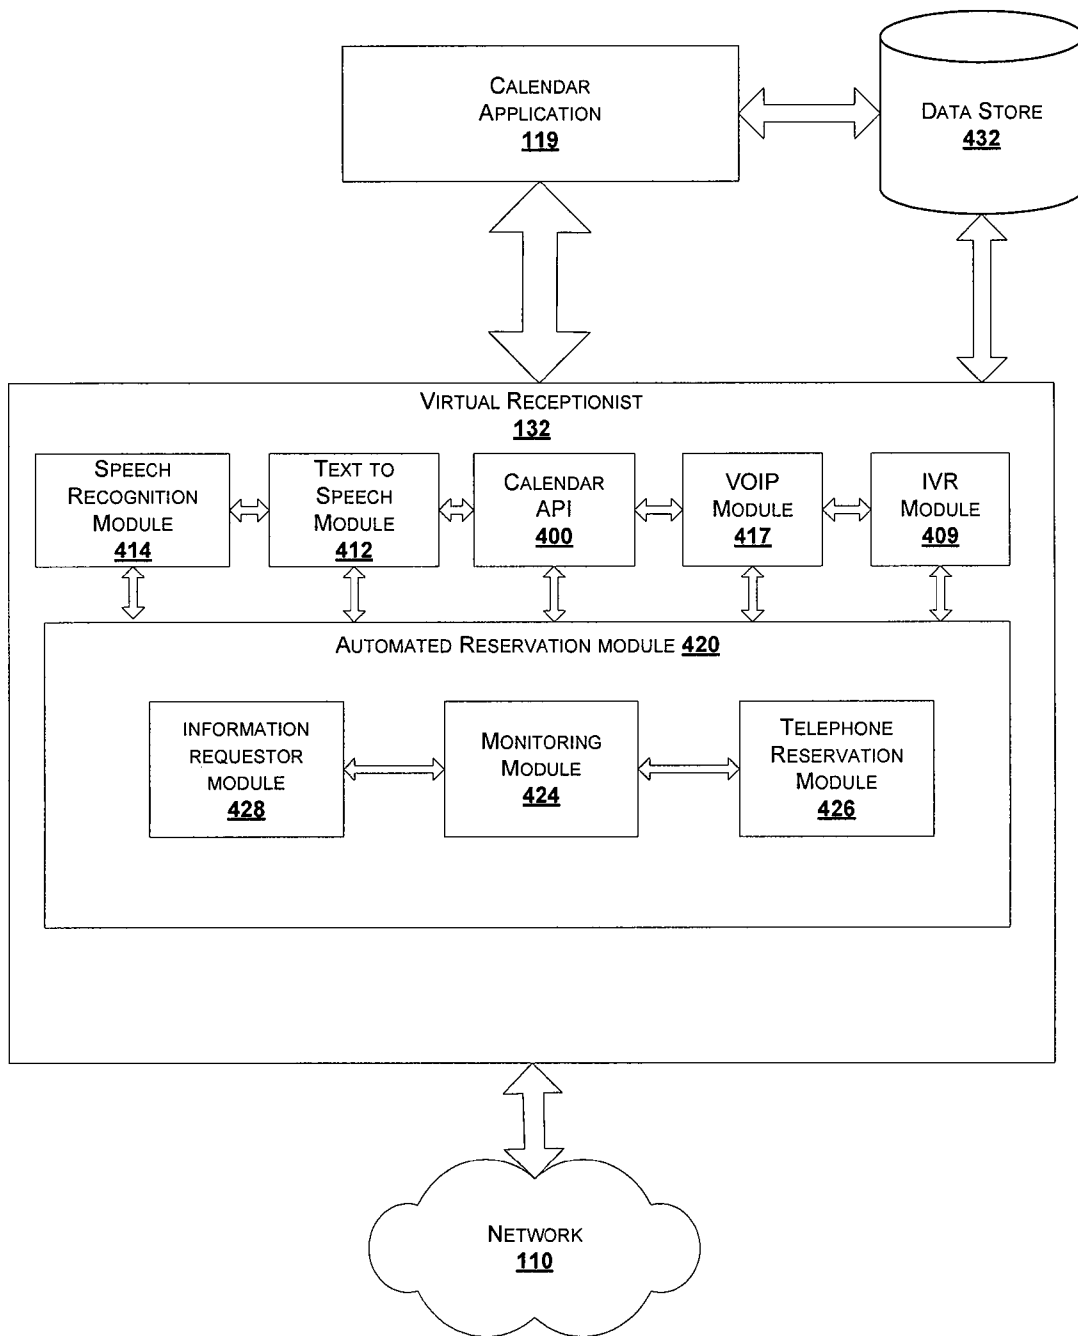 CALENDAR
APPLICATION
119
DATA STORE
432
VIRTUAL RECEPTIONIST
132
SPEECH
RECOGNITION
MODULE
414
TEXT TO
SPEECH
MODULE
412
CALENDAR
API
400
VOIP
MODULE
417
IVR
MODULE
409
AUTOMATED RESERVATION MODULE 420
INFORMATION
REQUESTOR
MODULE
428
MONITORING
MODULE
424
TELEPHONE
RESERVATION
MODULE
426
NETWORK
110